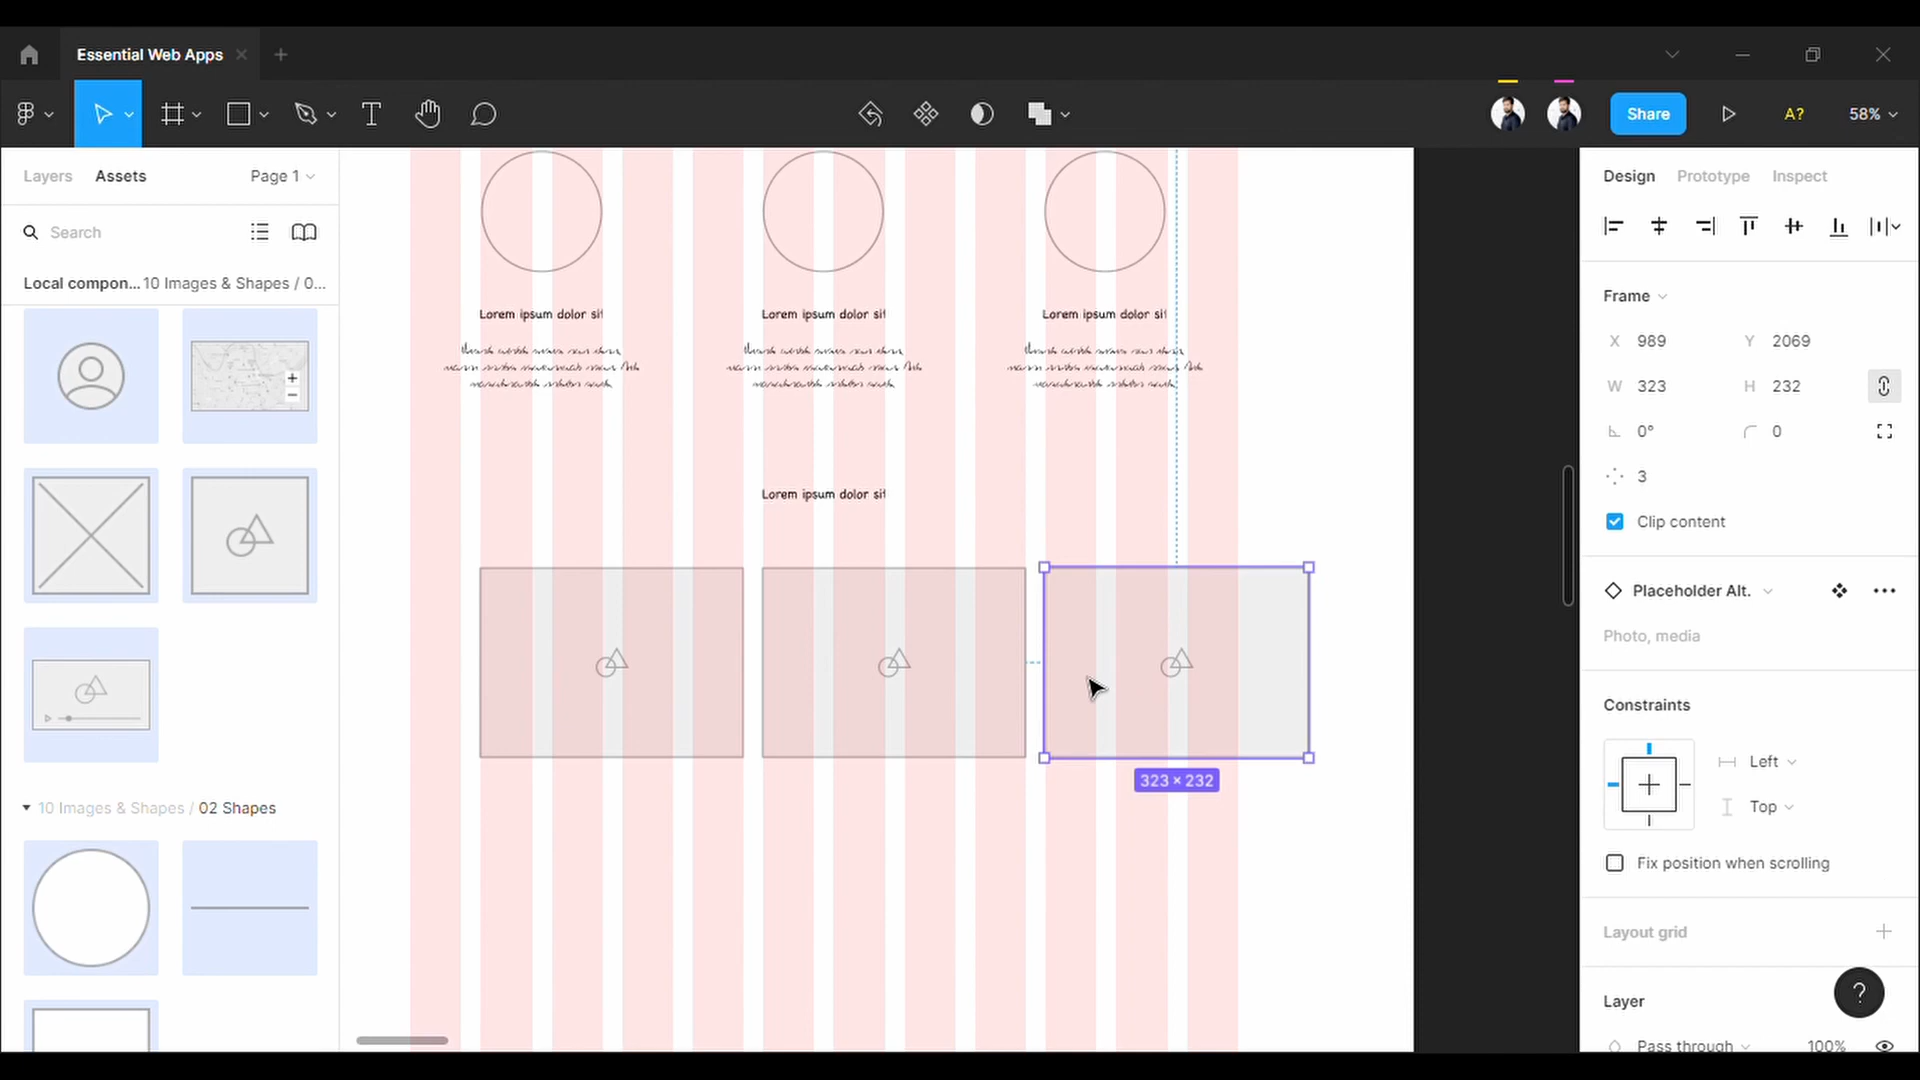 Essential Web Apps
Share
A?
58%
Layers
Assets
Page 1
Search
Local compon... 10 Images & Shapes / 0...
10 Images & Shapes / 02 Shapes
Lorem ipsum dolor sit
Lorem ipsum dolor sit
Lorem ipsum dolor sit
Lorem ipsum dolor sit
323 × 232
Design
Prototype
Inspect
Frame
X 989
Y 2069
W 323
H 232
0°
0
3
Clip content
Placeholder Alt.
Photo, media
Constraints
Left
Top
Fix position when scrolling
Layout grid
Layer
Pass through
100%
?